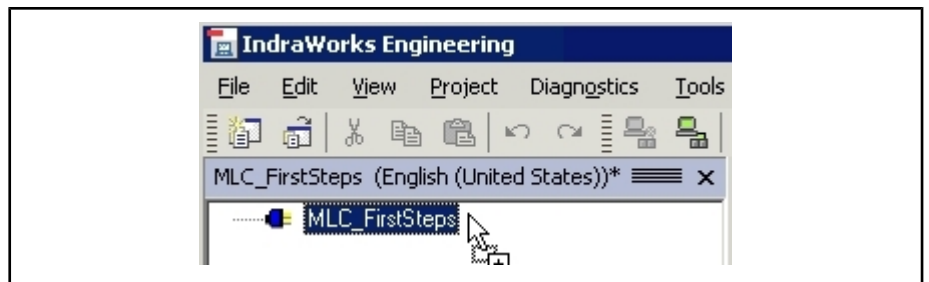 IndraWorks Engineering
File Edit View Project Diagnostics Tools
MLC_FirstSteps (English (United States))*
MLC_FirstSteps